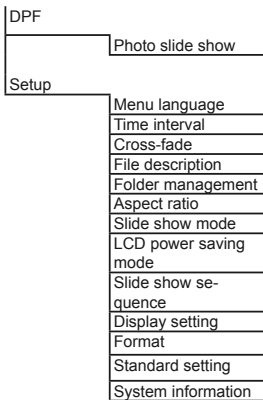 DPF
Photo slide show
Setup
Menu language
Time interval
Cross-fade
File description
Folder management
Aspect ratio
Slide show mode
LCD power saving
mode
Slide show se-
quence
Display setting
Format
Standard setting
System information